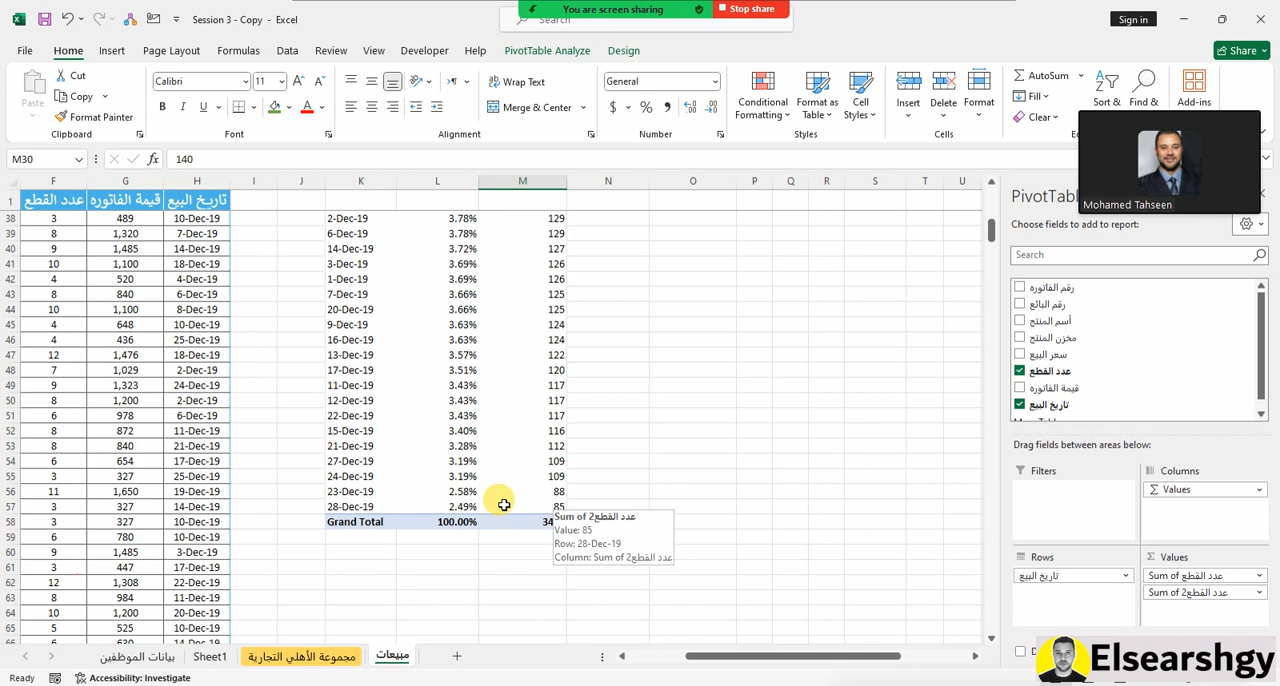 Session 3 - Copy - Excel
Search
You are screen sharing
Stop share
Sign in
File Home Insert Page Layout Formulas Data Review View Developer Help PivotTable Analyze Design
Share
Paste
Cut
Copy
Format Painter
Clipboard
Calibri 11
B I U
Font
Wrap Text
Merge & Center
Alignment
General
$ % 9
Number
Conditional Formatting
Format as Table
Cell Styles
Styles
Insert Delete Format
Cells
AutoSum
Fill
Clear
Sort &
Find &
Add-ins
Mohamed Tahseen
M30 fx 140
F G H I J K L M N O P Q R S T U
1 عدد القطع قيمة الفاتوره تاريخ البيع
38 3 489 10-Dec-19 2-Dec-19 3.78% 129
39 8 1,320 7-Dec-19 6-Dec-19 3.78% 129
40 9 1,485 14-Dec-19 14-Dec-19 3.72% 127
41 10 1,100 18-Dec-19 3-Dec-19 3.69% 126
42 4 520 4-Dec-19 1-Dec-19 3.69% 126
43 8 840 6-Dec-19 7-Dec-19 3.66% 125
44 10 1,100 8-Dec-19 20-Dec-19 3.66% 125
45 4 648 10-Dec-19 9-Dec-19 3.63% 124
46 4 436 25-Dec-19 16-Dec-19 3.63% 124
47 12 1,476 18-Dec-19 13-Dec-19 3.57% 122
48 7 1,029 2-Dec-19 17-Dec-19 3.51% 120
49 9 1,323 24-Dec-19 11-Dec-19 3.43% 117
50 8 1,200 2-Dec-19 12-Dec-19 3.43% 117
51 6 978 6-Dec-19 22-Dec-19 3.43% 117
52 8 872 11-Dec-19 15-Dec-19 3.40% 116
53 8 840 21-Dec-19 21-Dec-19 3.28% 112
54 6 654 17-Dec-19 27-Dec-19 3.19% 109
55 3 327 25-Dec-19 24-Dec-19 3.19% 109
56 11 1,650 19-Dec-19 23-Dec-19 2.58% 88
57 3 327 14-Dec-19 28-Dec-19 2.49% 85
58 3 327 10-Dec-19 Grand Total 100.00% 34
59 6 780 10-Dec-19
60 9 1,485 3-Dec-19
61 3 447 17-Dec-19
62 12 1,308 22-Dec-19
63 8 984 11-Dec-19
64 10 1,200 20-Dec-19
65 5 525 10-Dec-19
66 6 630 14-Dec-19
Sum of عدد القطع2
Value: 85
Row: 28-Dec-19
Column: Sum of عدد القطع2
PivotTabl
Choose fields to add to report:
Search
رقم الفاتوره
رقم البائع
أسم المنتج
مخزن المنتج
سعر البيع
عدد القطع
قيمة الفاتوره
تاريخ البيع
Drag fields between areas below:
Filters
Columns
Σ Values
Rows
تاريخ البيع
Σ Values
Sum of عدد القطع
Sum of عدد القطع2
بيانات الموظفين
Sheet1
مجموعة الأهلي التجارية
مبيعات
Ready
Accessibility: Investigate
Elsearshgy